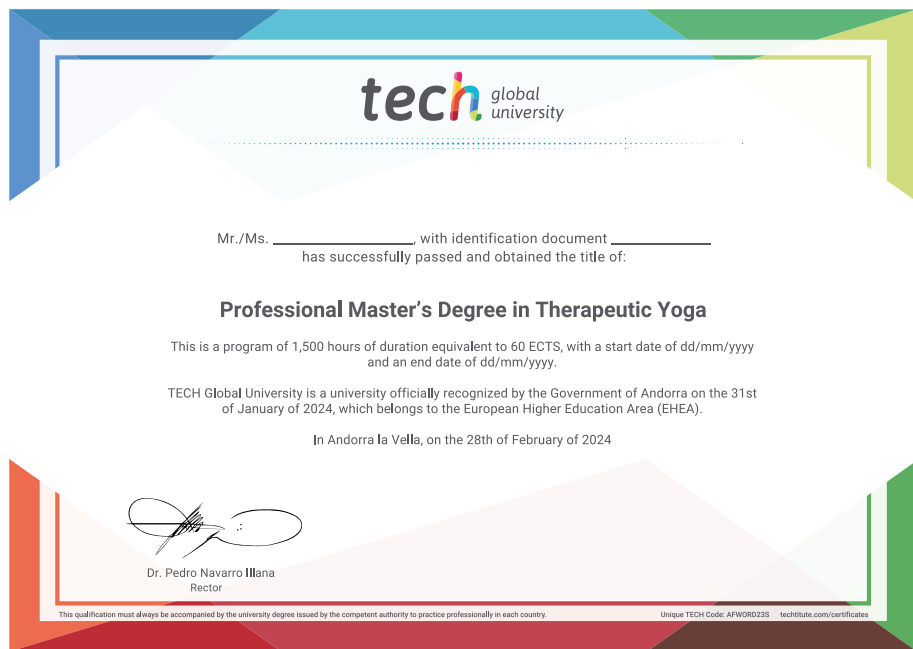 tech global university
Mr./Ms. ____________, with identification document ____________
has successfully passed and obtained the title of:
Professional Master's Degree in Therapeutic Yoga
This is a program of 1,500 hours of duration equivalent to 60 ECTS, with a start date of dd/mm/yyyy
and an end date of dd/mm/yyyy.
TECH Global University is a university officially recognized by the Government of Andorra on the 31st
of January of 2024, which belongs to the European Higher Education Area (EHEA).
In Andorra la Vella, on the 28th of February of 2024
Dr. Pedro Navarro Illana
Rector
This qualification must always be accompanied by the university degree issued by the competent authority to practice professionally in each country.
Unique TECH Code: AFWORD23S techtitute.com/certificates